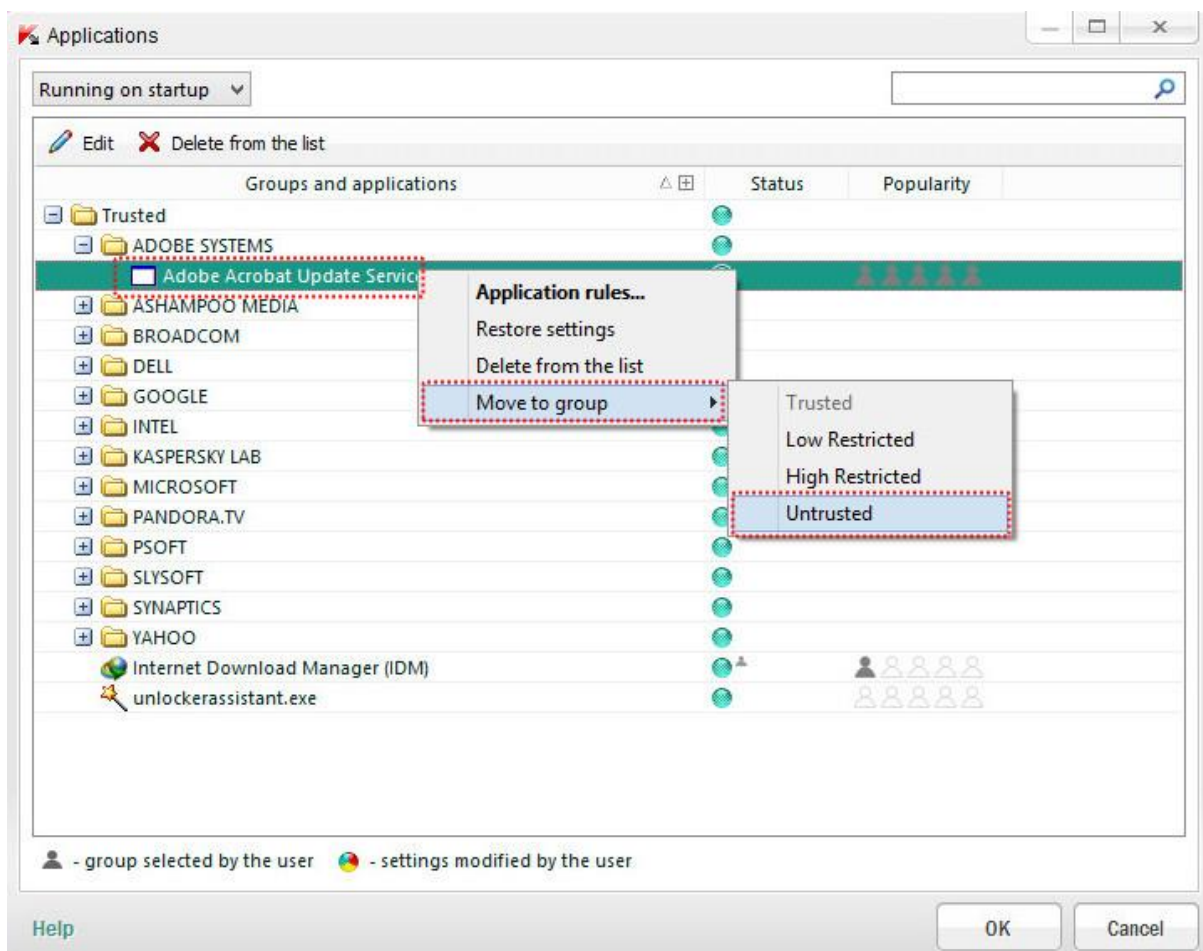 Applications
Running on startup
Edit Delete from the list
Groups and applications Status Popularity
Trusted
ADOBE SYSTEMS
Adobe Acrobat Update Service
Application rules...
Restore settings
Delete from the list
Move to group
Trusted
Low Restricted
High Restricted
Untrusted
ASHAMPOO MEDIA
BROADCOM
DELL
GOOGLE
INTEL
KASPERSKY LAB
MICROSOFT
PANDORA.TV
PSOFT
SLYSOFT
SYNAPTICS
YAHOO
Internet Download Manager (IDM)
unlockerassistant.exe
- group selected by the user - settings modified by the user
Help OK Cancel